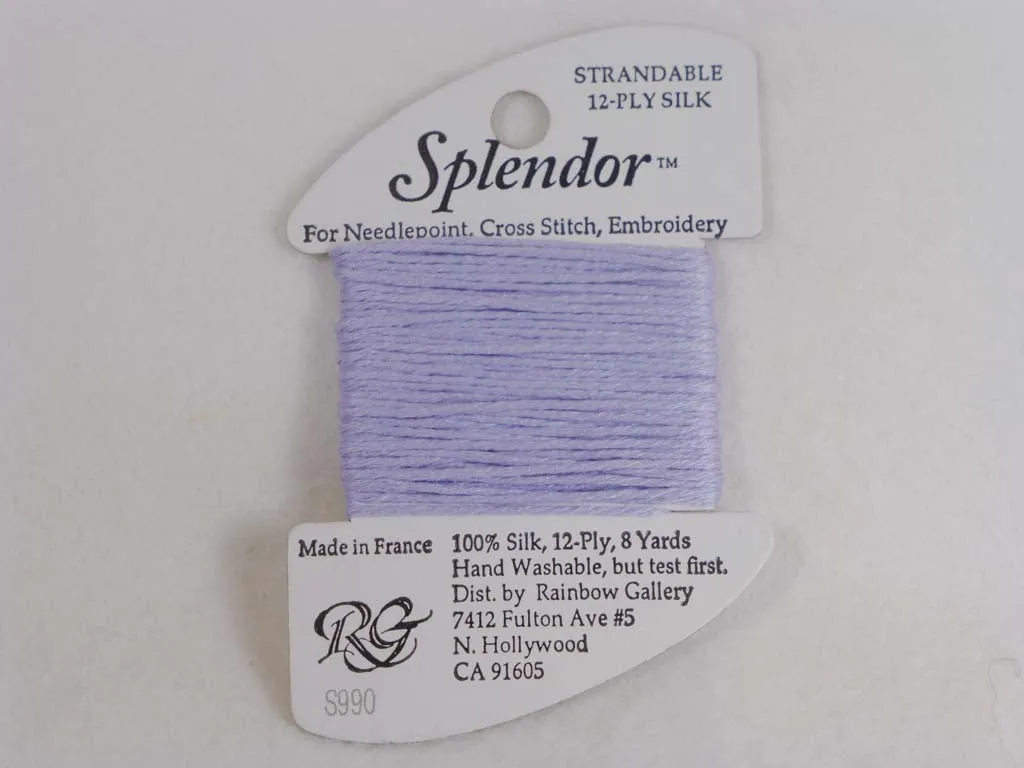 STRANDABLE
12-PLY SILK
Splendor™
For Needlepoint. Cross Stitch, Embroidery
Made in France
100% Silk, 12-Ply, 8 Yards
Hand Washable, but test first.
Dist. by Rainbow Gallery
7412 Fulton Ave #5
N. Hollywood
CA 91605
RG
S990